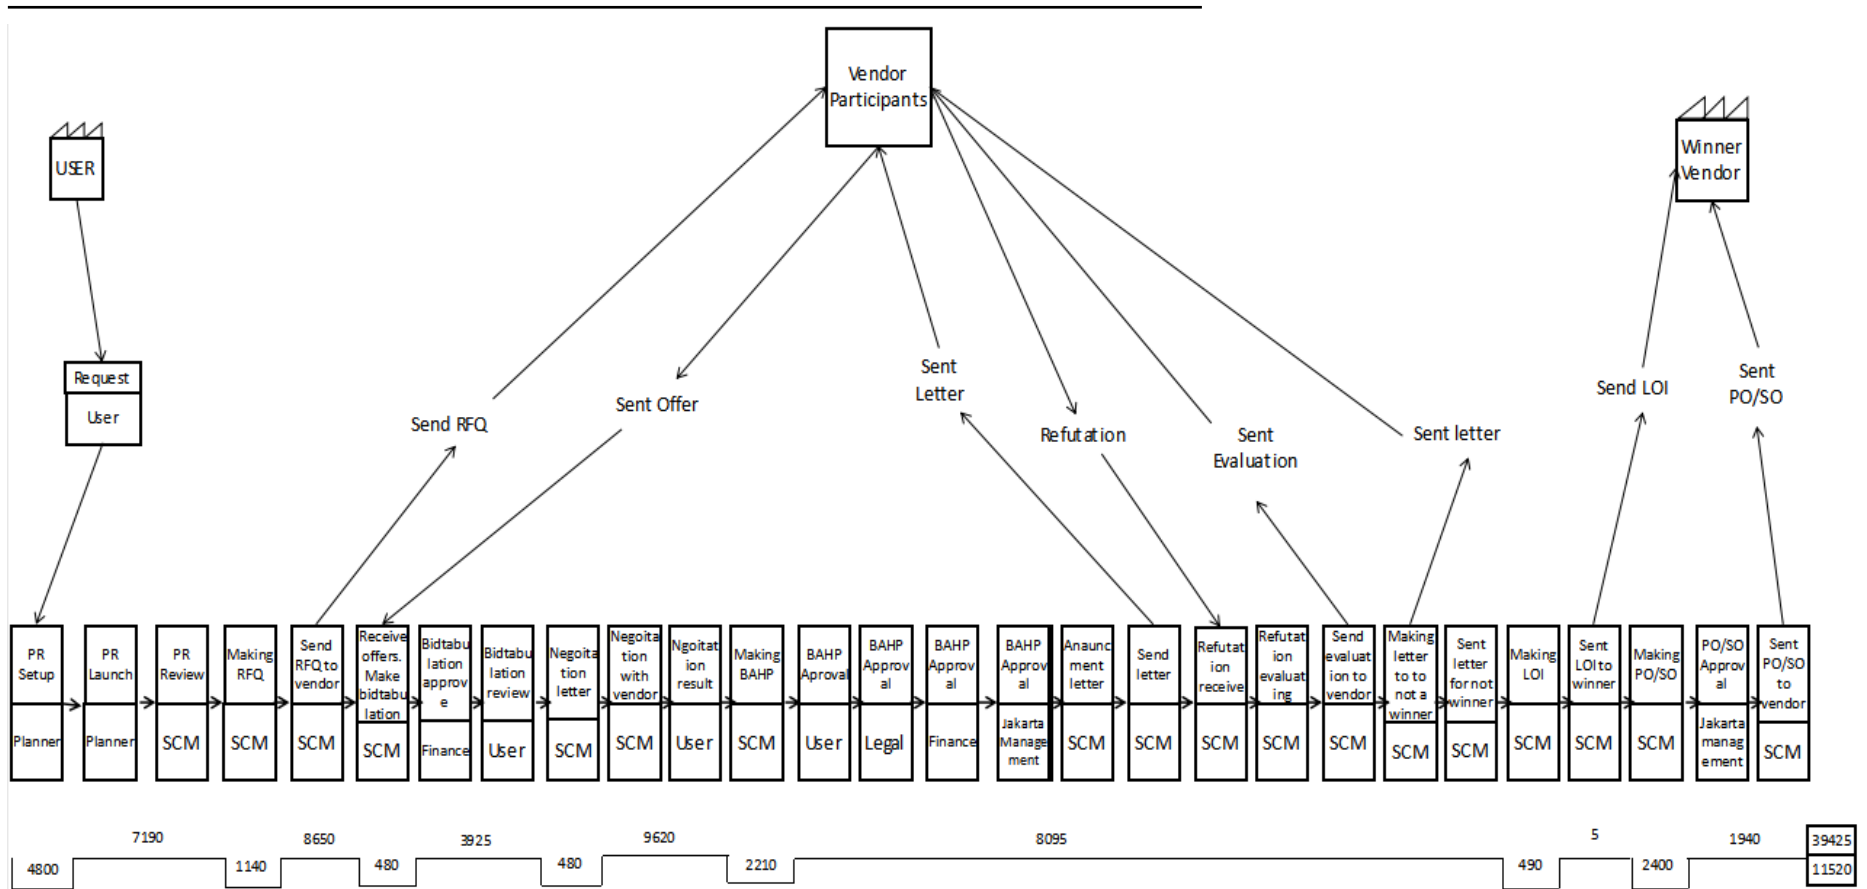 Vendor
Participants
USER
Winner
Vendor
Request
User
Send RFQ
Sent Offer
Sent
Letter
Refutation
Sent
Evaluation
Sent letter
Send LOI
Sent
PO/SO
PR
Setup
Planner
PR
Launch
Planner
PR
Review
SCM
Making
RFQ
SCM
Send
RFQ to
vendor
SCM
Receive
offers.
Make
bidtabu
lation
SCM
Bidtabu
lation
approv
e
Finance
Bidtabu
lation
review
User
Negoita
tion
letter
SCM
Negoita
tion
with
vendor
SCM
Ngoitat
ion
result
User
Making
BAHP
SCM
BAHP
Aproval
User
BAHP
Approv
al
Legal
BAHP
Approv
al
Finance
BAHP
Approv
al
Jakarta
Manage
ment
Anaunc
ment
letter
SCM
Send
letter
SCM
Refutat
ion
receive
SCM
Refutat
ion
evaluat
ing
SCM
Send
evaluat
ion to
vendor
SCM
Making
letter
to to
not a
winner
SCM
Sent
letter
for not
winner
SCM
Making
LOI
SCM
Sent
LOI to
winner
SCM
Making
PO/SO
SCM
PO/SO
Approv
al
Jakarta
manag
ement
Sent
PO/SO
to
vendor
SCM
4800
7190
1140
8650
480
3925
480
9620
2210
8095
490
5
2400
1940
39425
11520